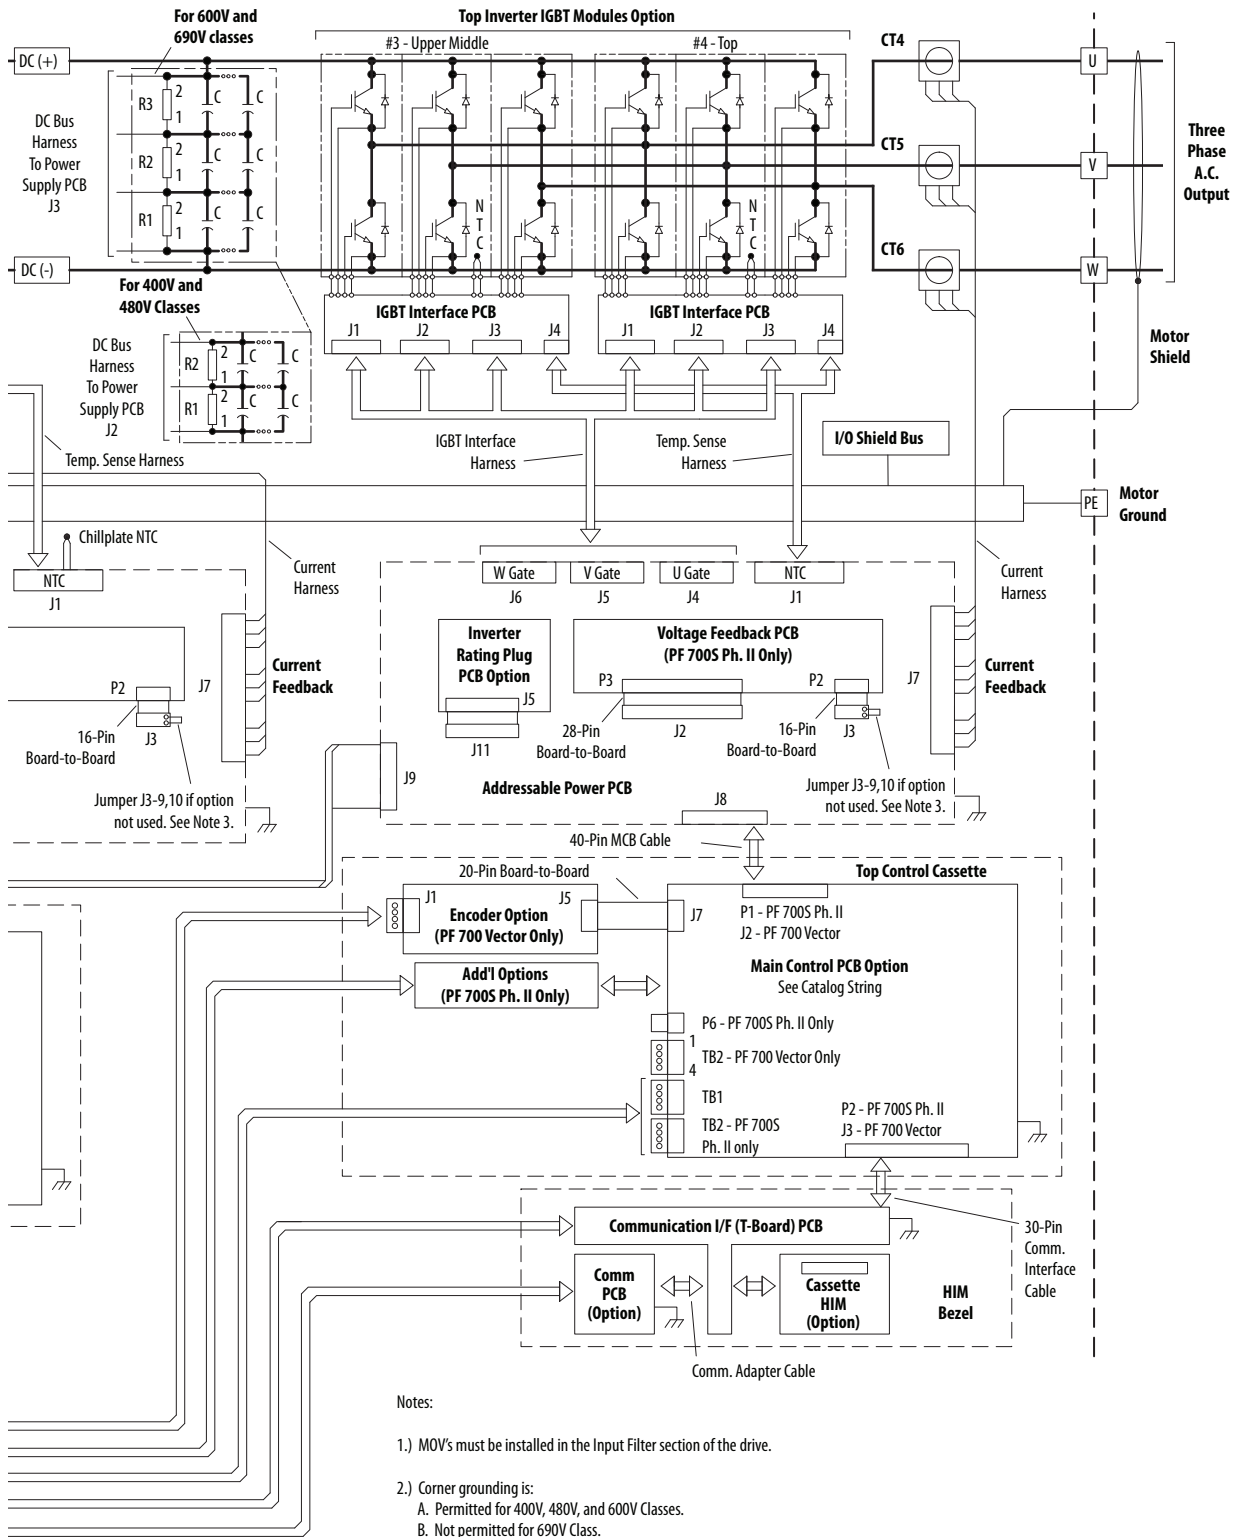 For 600V and
690V classes
Top Inverter IGBT Modules Option
#3 - Upper Middle
#4 - Top
CT4
DC (+)
U
R3
2
1
C
C
DC Bus
Harness
To Power
Supply PCB
J3
R2
2
1
C
C
R1
2
1
C
C
CT5
V
Three
Phase
A.C.
Output
N
T
C
N
T
C
CT6
DC (-)
W
For 400V and
480V Classes
IGBT Interface PCB
J1
J2
J3
J4
IGBT Interface PCB
J1
J2
J3
J4
Motor
Shield
DC Bus
Harness
To Power
Supply PCB
J2
R2
2
1
C
C
R1
2
1
C
C
Temp. Sense Harness
IGBT Interface
Harness
Temp. Sense
Harness
I/O Shield Bus
PE
Motor
Ground
Chillplate NTC
NTC
J1
Current
Harness
W Gate
J6
V Gate
J5
U Gate
J4
NTC
J1
Current
Harness
P2
16-Pin
Board-to-Board
J3
J7
Current
Feedback
Jumper J3-9,10 if option
not used. See Note 3.
Inverter
Rating Plug
PCB Option
J5
J11
Voltage Feedback PCB
(PF 700S Ph. II Only)
P3
28-Pin
Board-to-Board
J2
P2
16-Pin
Board-to-Board
J3
J7
Current
Feedback
J9
Addressable Power PCB
Jumper J3-9,10 if option
not used. See Note 3.
J8
40-Pin MCB Cable
Top Control Cassette
20-Pin Board-to-Board
J1
J5
Encoder Option
(PF 700 Vector Only)
J7
P1 - PF 700S Ph. II
J2 - PF 700 Vector
Add'l Options
(PF 700S Ph. II Only)
Main Control PCB Option
See Catalog String
P6 - PF 700S Ph. II Only
1
TB2 - PF 700 Vector Only
4
TB1
TB2 - PF 700S
Ph. II only
P2 - PF 700S Ph. II
J3 - PF 700 Vector
Communication I/F (T-Board) PCB
30-Pin
Comm.
Interface
Cable
Comm
PCB
(Option)
Cassette
HIM
(Option)
HIM
Bezel
Comm. Adapter Cable
Notes:
1.) MOV's must be installed in the Input Filter section of the drive.
2.) Corner grounding is:
A. Permitted for 400V, 480V, and 600V Classes.
B. Not permitted for 690V Class.